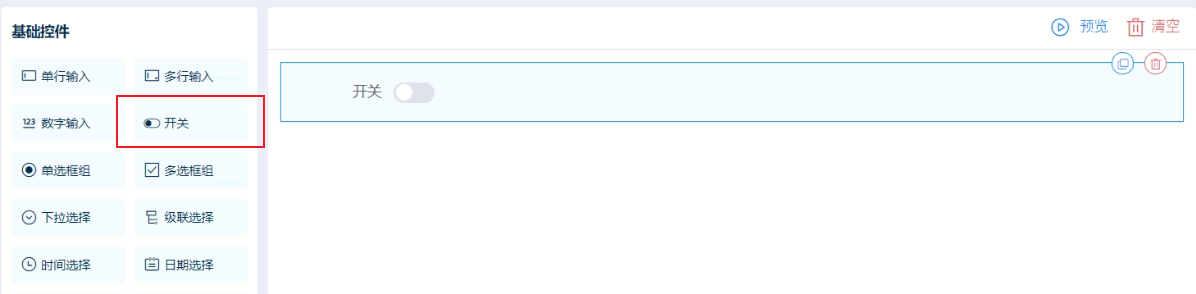 基础控件
预览 清空
单行输入 多行输入
开关
123 数字输入 开关
单选框组 多选框组
下拉选择 级联选择
时间选择 日期选择